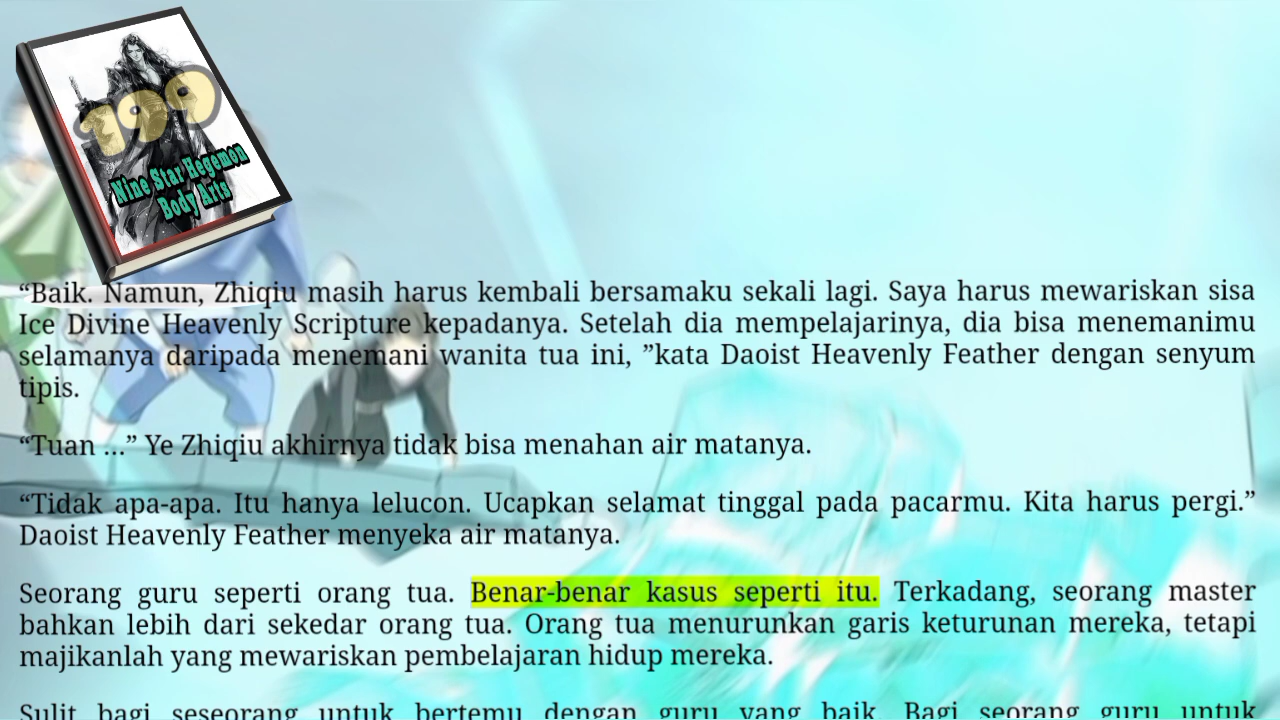 199
Nine Star Hegemon
Body Arts
“Baik. Namun, Zhiqiu masih harus kembali bersamaku sekali lagi. Saya harus mewariskan sisa
Ice Divine Heavenly Scripture kepadanya. Setelah dia mempelajarinya, dia bisa menemanimu
selamanya daripada menemani wanita tua ini, ”kata Daoist Heavenly Feather dengan senyum
tipis.
“Tuan …” Ye Zhiqiu akhirnya tidak bisa menahan air matanya.
“Tidak apa-apa. Itu hanya lelucon. Ucapkan selamat tinggal pada pacarmu. Kita harus pergi.”
Daoist Heavenly Feather menyeka air matanya.
Seorang guru seperti orang tua. Benar-benar kasus seperti itu. Terkadang, seorang master
bahkan lebih dari sekedar orang tua. Orang tua menurunkan garis keturunan mereka, tetapi
majikanlah yang mewariskan pembelajaran hidup mereka.
Sulit bagi seseorang untuk bertemu dengan guru yang baik. Bagi seorang guru untuk